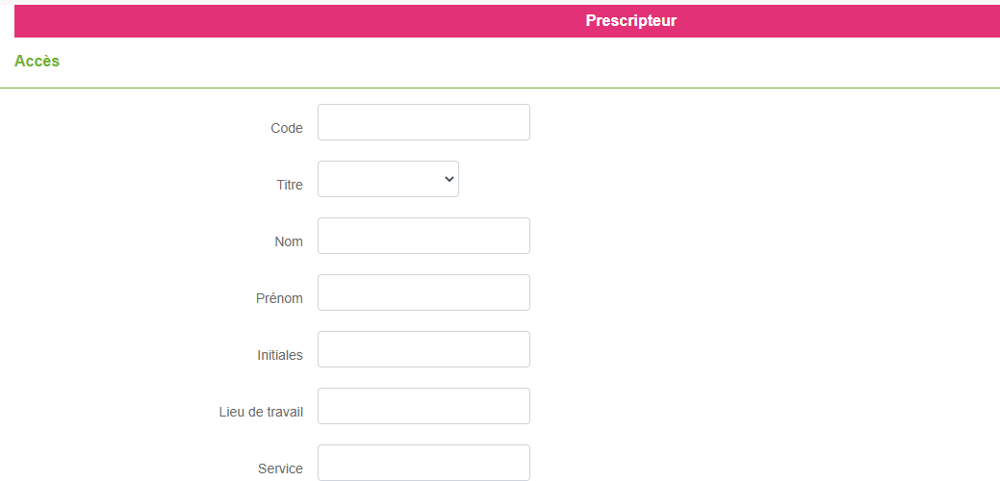 Prescripteur
Accès
Code
Titre
Nom
Prénom
Initiales
Lieu de travail
Service